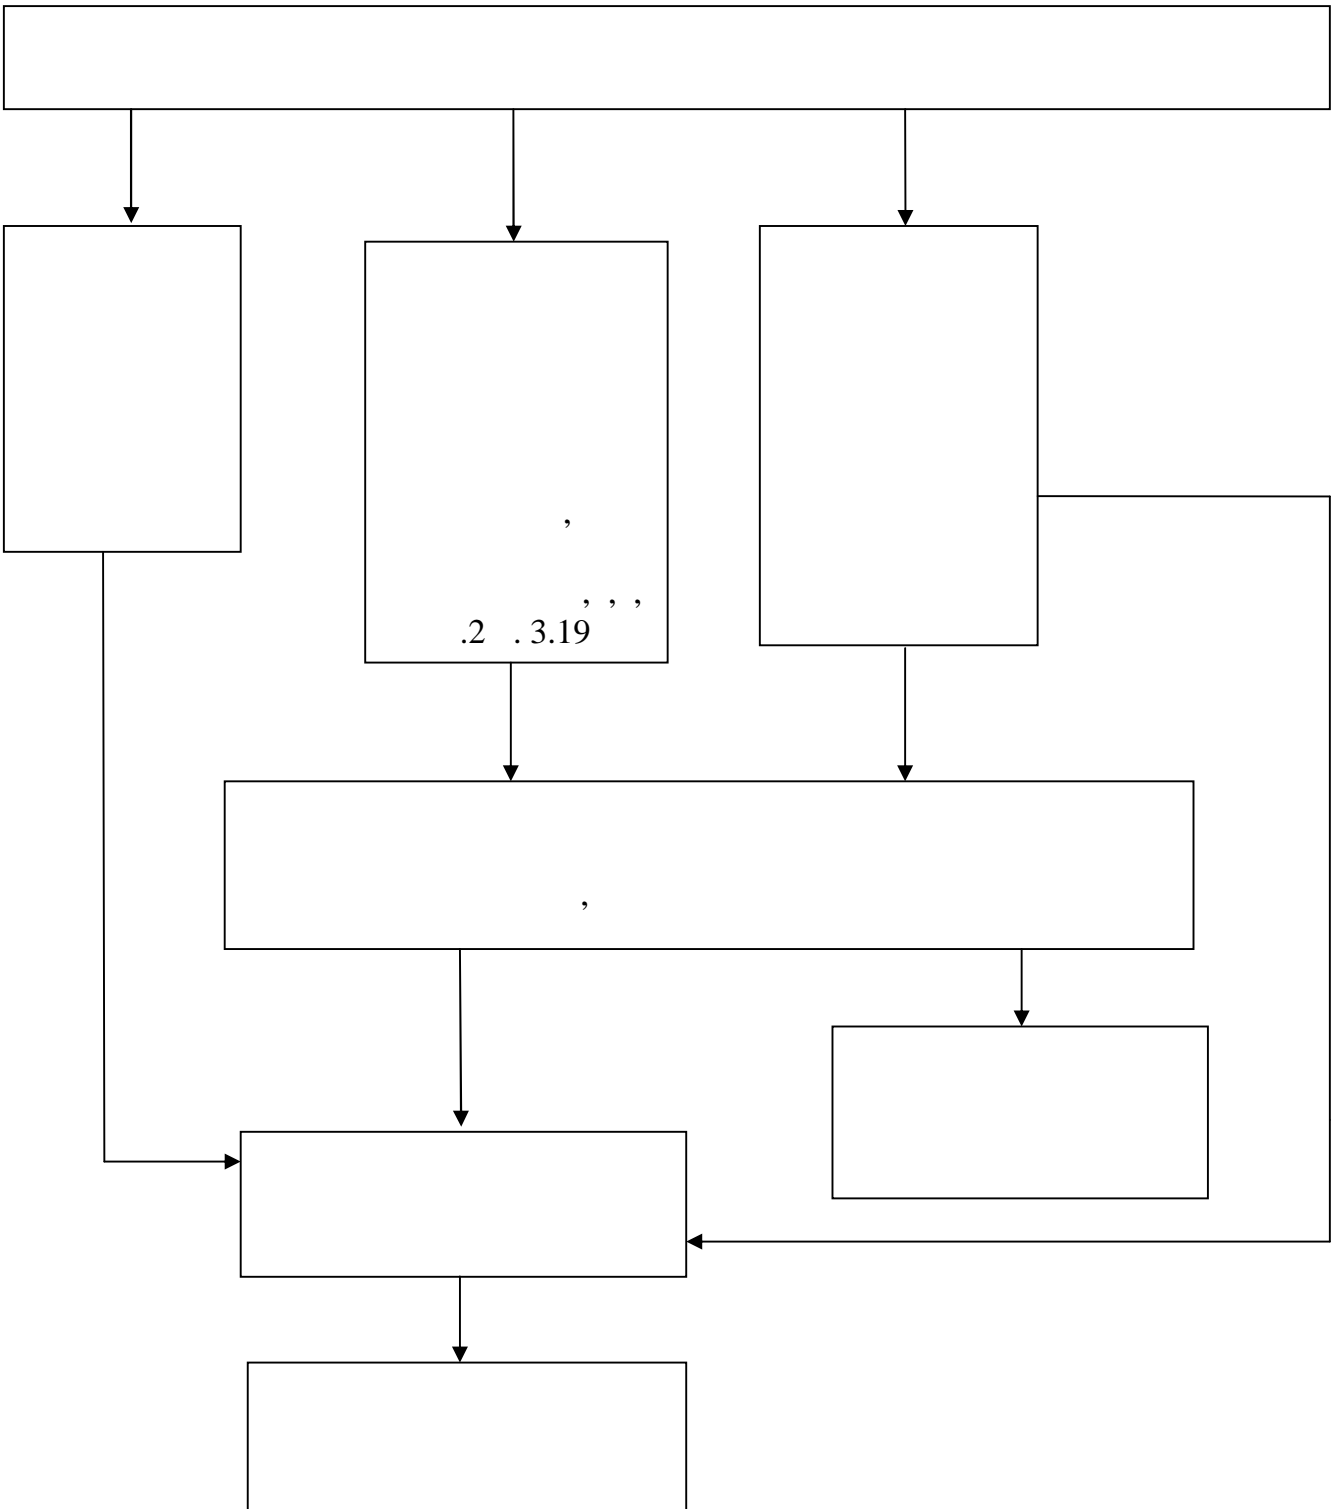 ,
, , ,
.2 . 3.19
,